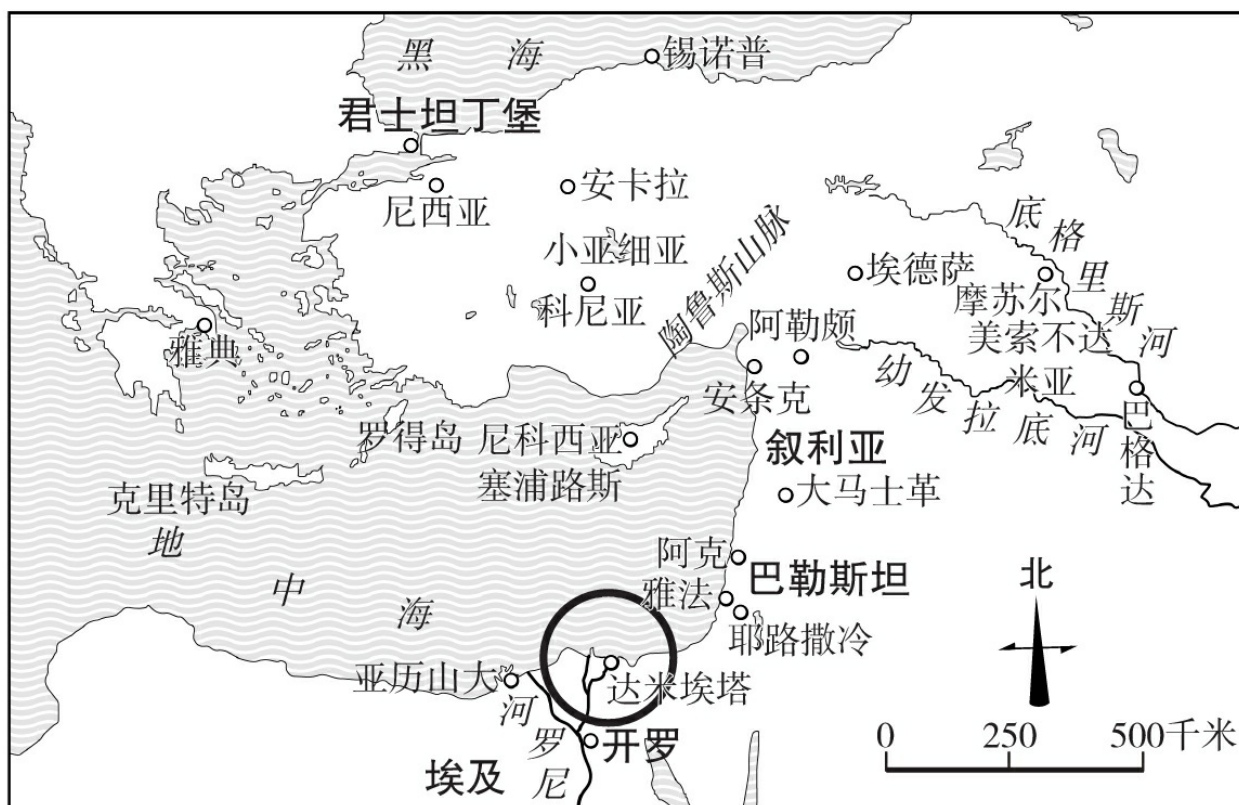 黑海
锡诺普
君士坦丁堡
尼西亚
安卡拉
小亚细亚
科尼亚
陶鲁斯山脉
底格里斯河
埃德萨
摩苏尔
美索不达
米亚
雅典
阿勒颇
安条克
幼发拉底河
巴格达
罗得岛
尼科西亚
塞浦路斯
叙利亚
克里特岛
大马士革
地中海
阿克
巴勒斯坦
雅法
耶路撒冷
北
亚历山大
达米埃塔
尼罗河
开罗
埃及
0 250 500千米